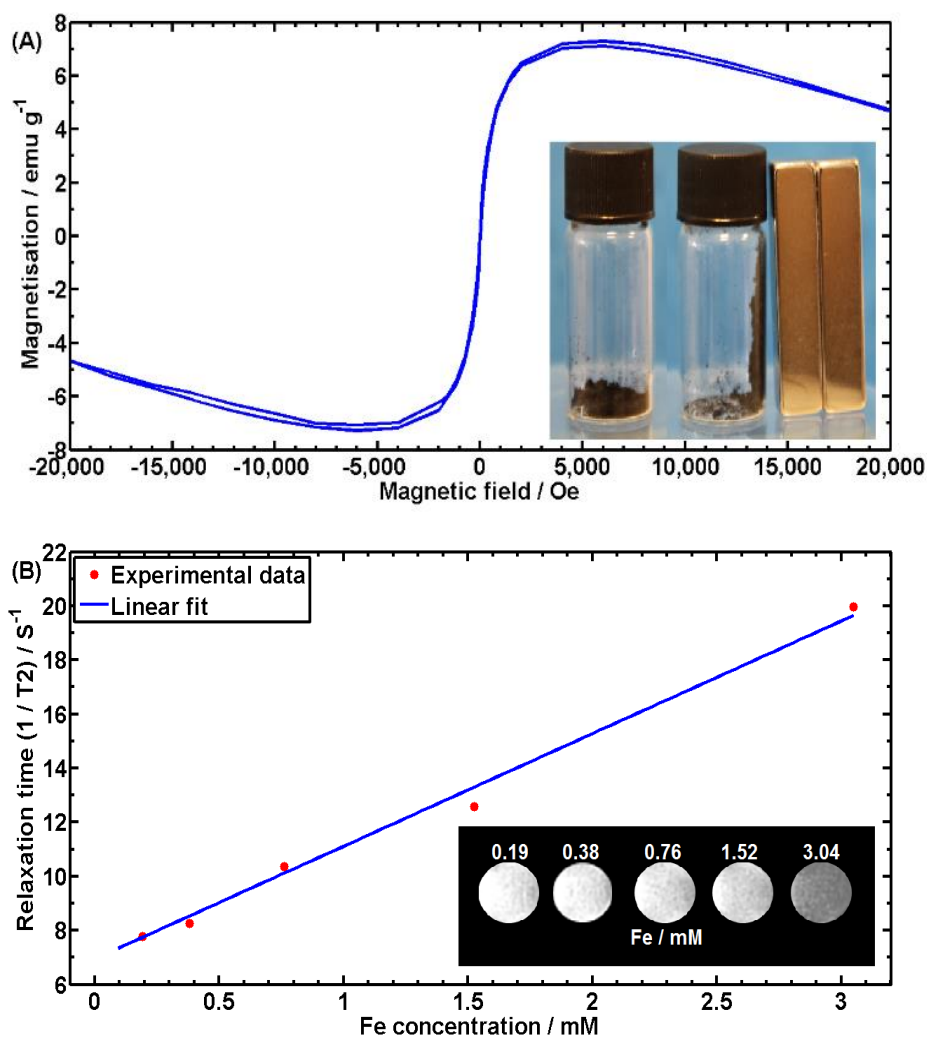 (A)
8
6
4
2
0
-2
-4
-6
-8
Magnetisation / emu g-1
-20,000 -15,000 -10,000 -5,000 0 5,000 10,000 15,000 20,000
Magnetic field / Oe
(B)
22
20
18
16
14
12
10
8
6
Relaxation time (1 / T2) / S-1
Experimental data
Linear fit
0.19 0.38 0.76 1.52 3.04
Fe / mM
0 0.5 1 1.5 2 2.5 3
Fe concentration / mM